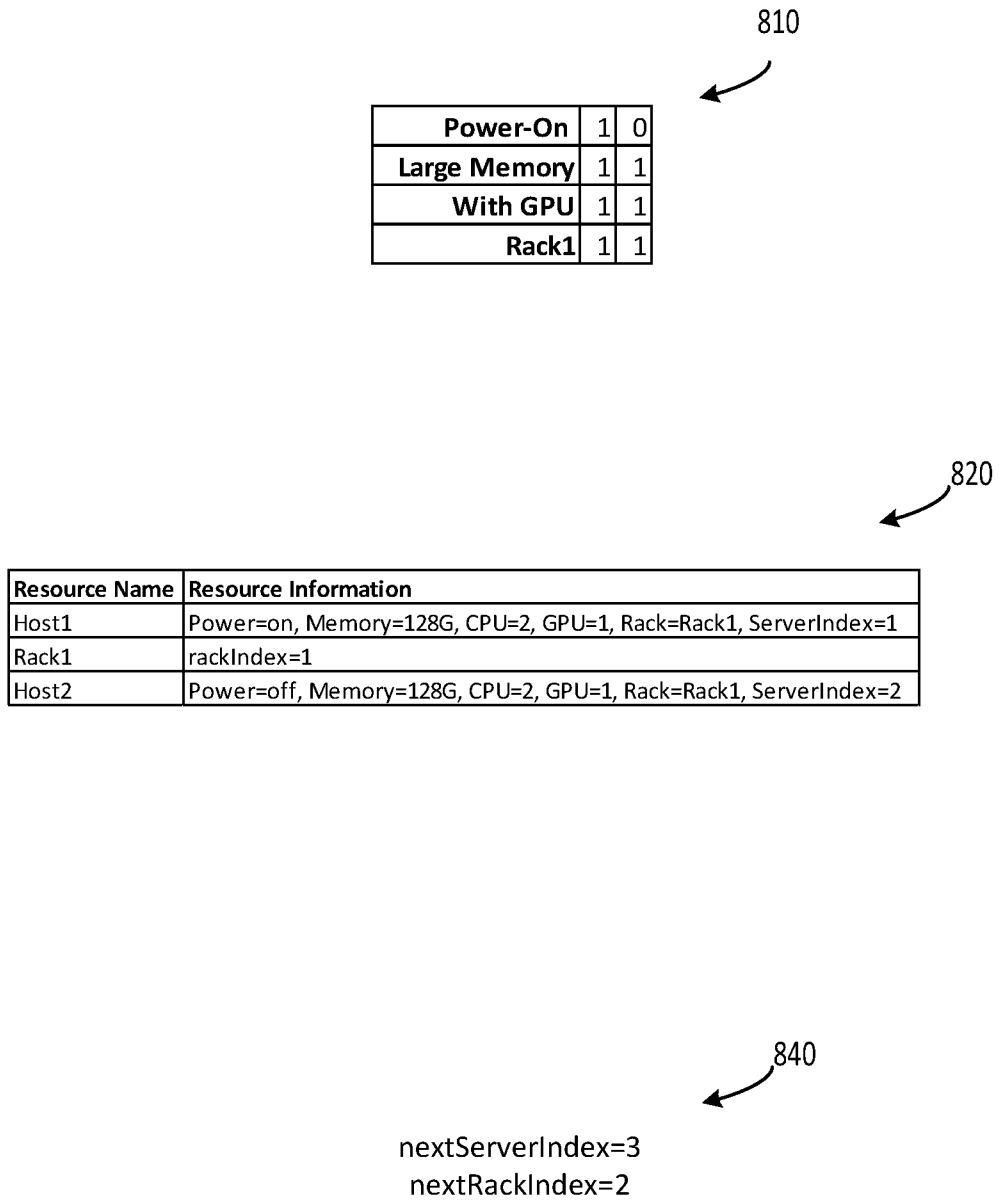 810
Power-On 1 0
Large Memory 1 1
With GPU 1 1
Rack1 1 1
820
Resource Name Resource Information
Host1 Power=on, Memory=128G, CPU=2, GPU=1, Rack=Rack1, ServerIndex=1
Rack1 rackIndex=1
Host2 Power=off, Memory=128G, CPU=2, GPU=1, Rack=Rack1, ServerIndex=2
840
nextServerIndex=3
nextRackIndex=2